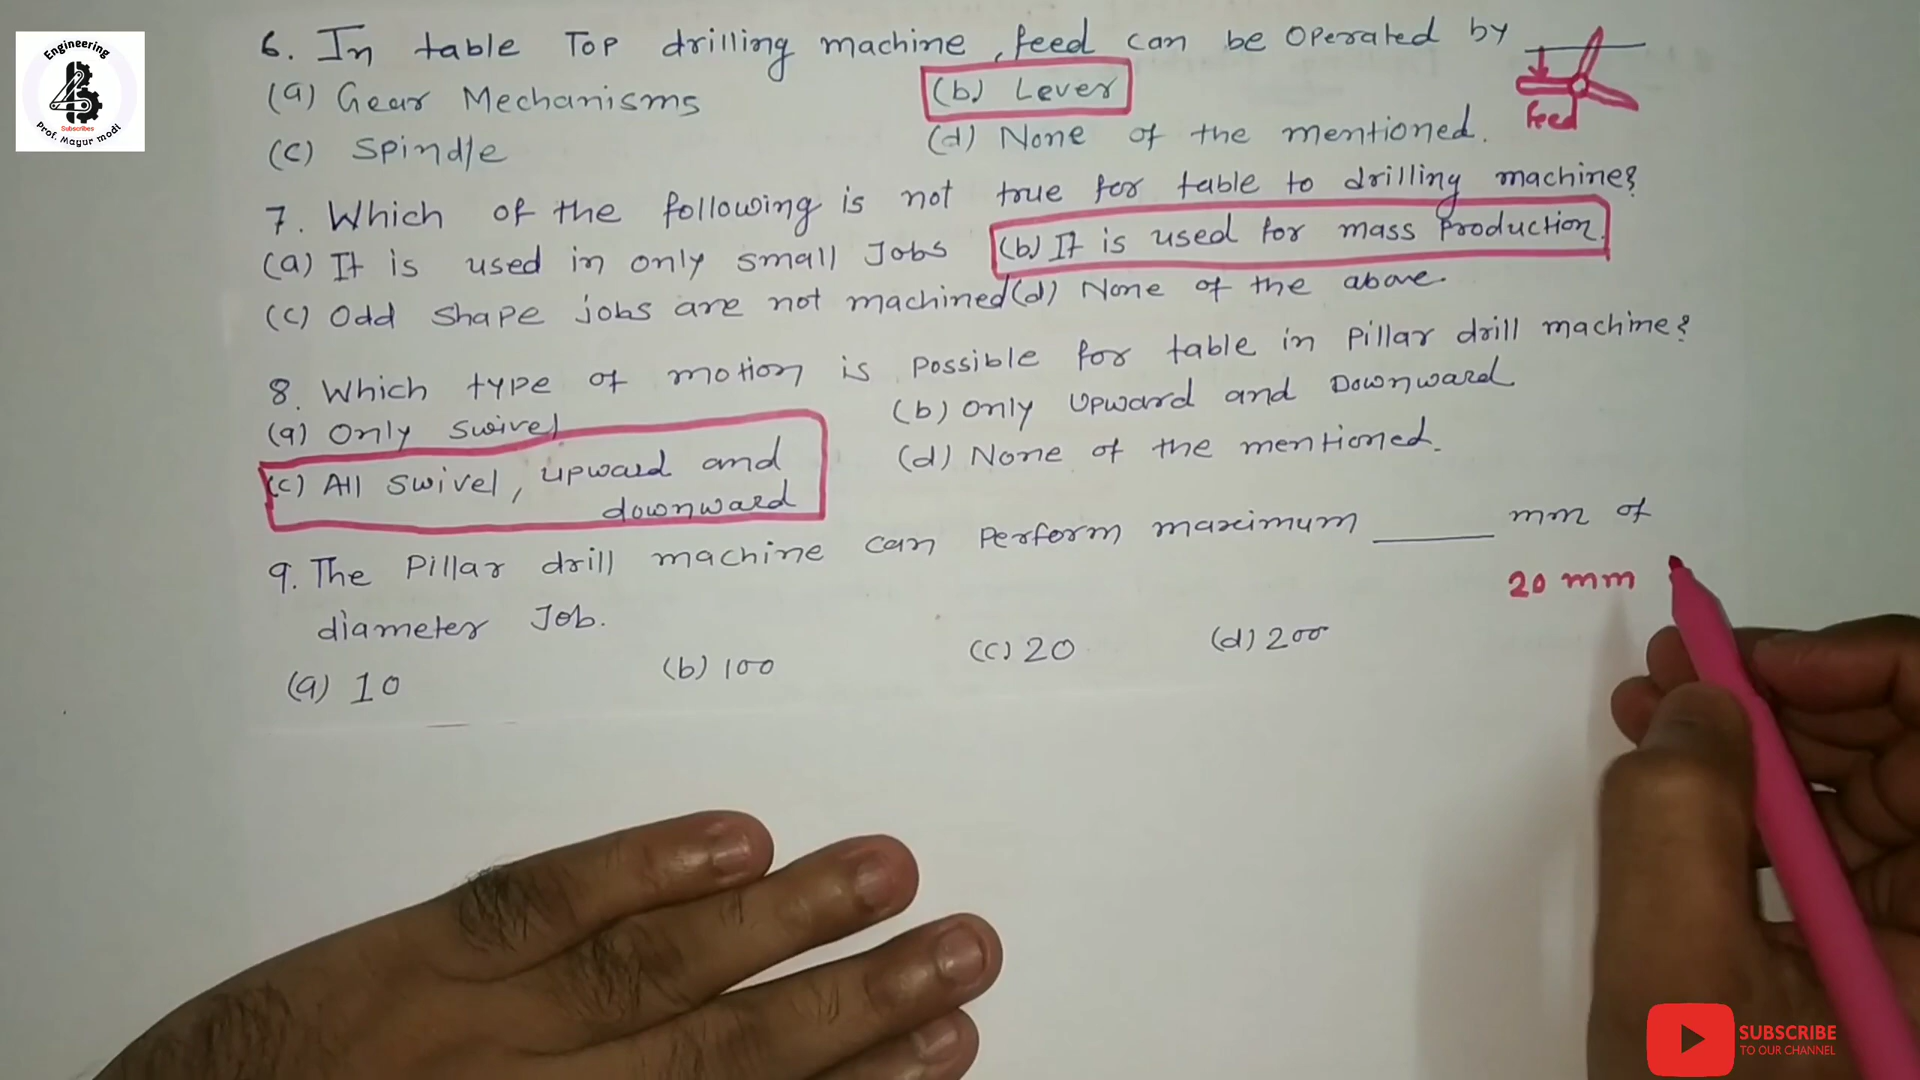 Engineering
Subscribes
Prof. Mayur modi
6. In table Top drilling machine, feed can be operated by ______
(a) Gear Mechanisms (b) Lever
Feed
(c) Spindle (d) None of the mentioned.
7. Which of the following is not true for table to drilling machine?
(a) It is used in only small Jobs (b) It is used for mass production.
(c) Odd shape jobs are not machined (d) None of the above.
8. Which type of motion is possible for table in pillar drill machine?
(a) Only swivel (b) Only upward and Downward
(c) All swivel, upward and (d) None of the mentioned.
downward
9. The Pillar drill machine can perform maximum ______ mm of
20 mm
diameter Job.
(a) 10 (b) 100 (c) 20 (d) 200
SUBSCRIBE
TO OUR CHANNEL